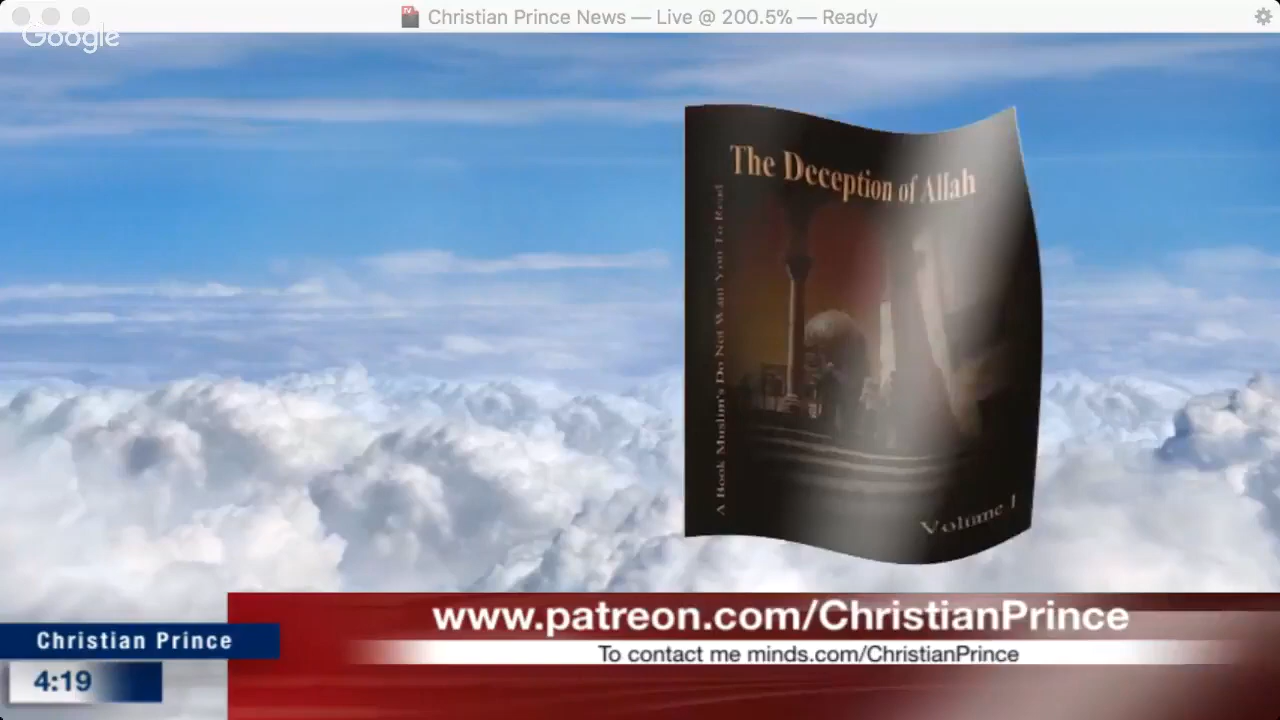 Christian Prince News — Live @ 200.5% — Ready
Google
The Deception of Allah
A Book Muslim's Do Not Want You To Read
Volume 1
www.patreon.com/ChristianPrince
Christian Prince
To contact me minds.com/ChristianPrince
4:19